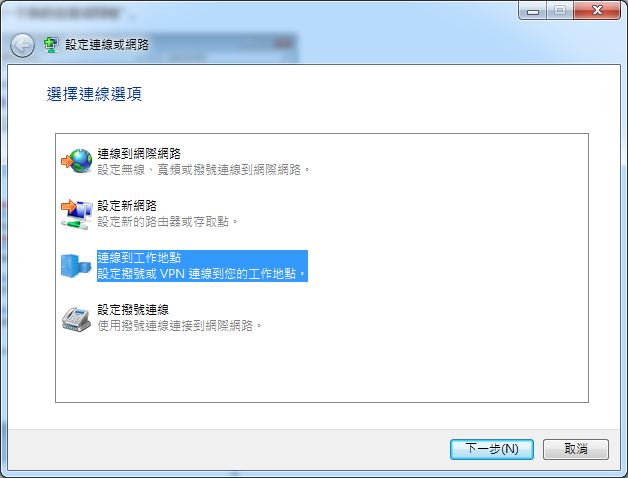 設定連線或網路
選擇連線選項
連線到網際網路
設定無線、寬頻或撥號連線到網際網路。
設定新網路
設定新的路由器或存取點。
連線到工作地點
設定撥號或 VPN 連線到您的工作地點。
設定撥號連線
使用撥號連線連接到網際網路。
下一步(N)
取消